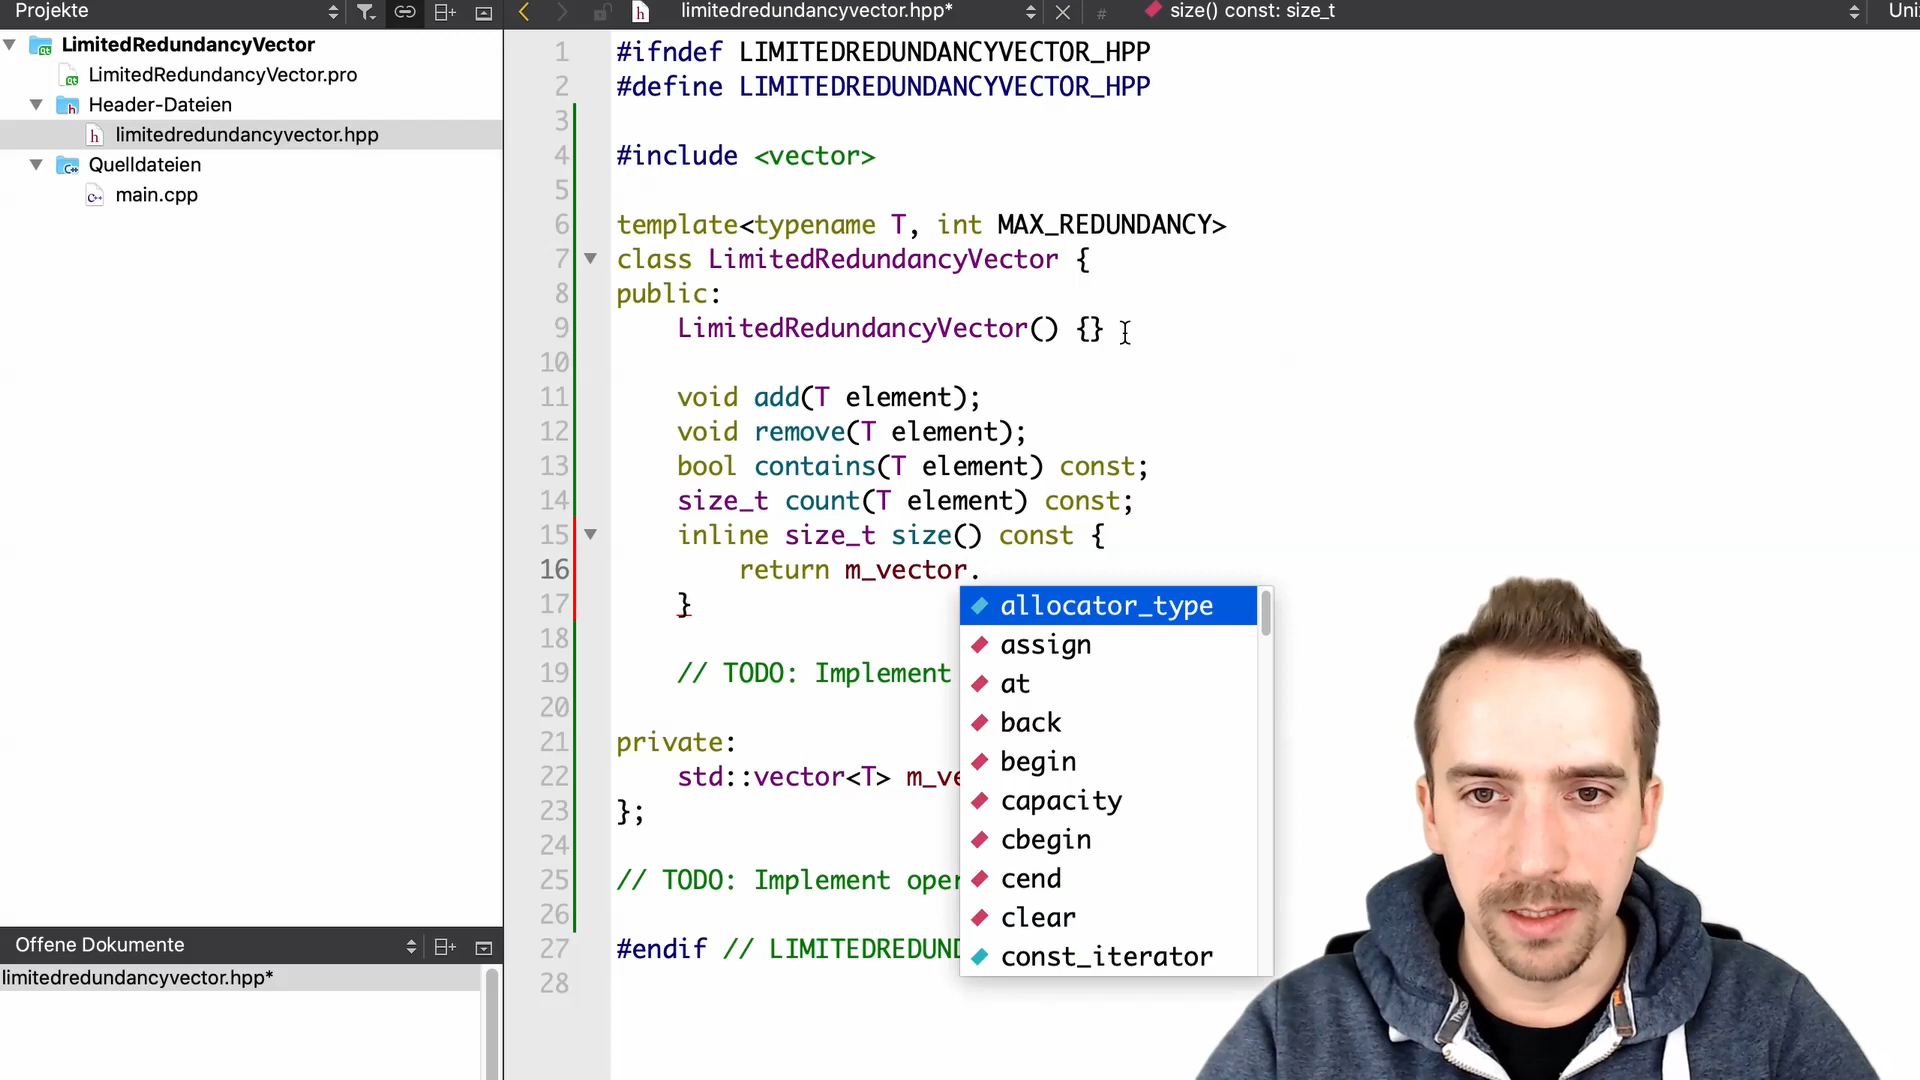 Projekte
limitedredundancyvector.hpp*
#
size() const: size_t
LimitedRedundancyVector
LimitedRedundancyVector.pro
Header-Dateien
limitedredundancyvector.hpp
Quelldateien
main.cpp
1 #ifndef LIMITEDREDUNDANCYVECTOR_HPP
2 #define LIMITEDREDUNDANCYVECTOR_HPP
3
4 #include <vector>
5
6 template<typename T, int MAX_REDUNDANCY>
7 class LimitedRedundancyVector {
8 public:
9 LimitedRedundancyVector() {}
10
11 void add(T element);
12 void remove(T element);
13 bool contains(T element) const;
14 size_t count(T element) const;
15 inline size_t size() const {
16 return m_vector.
17 }
18
19 // TODO: Implement
20
21 private:
22 std::vector<T> m_ve
23 };
24
25 // TODO: Implement oper
26
27 #endif // LIMITEDREDUND
28
allocator_type
assign
at
back
begin
capacity
cbegin
cend
clear
const_iterator
Offene Dokumente
limitedredundancyvector.hpp*